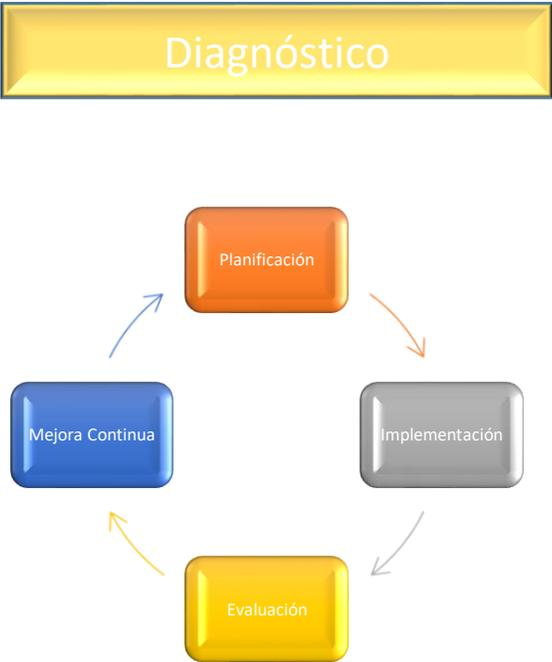 Diagnóstico
Planificación
Mejora Continua
Implementación
Evaluación